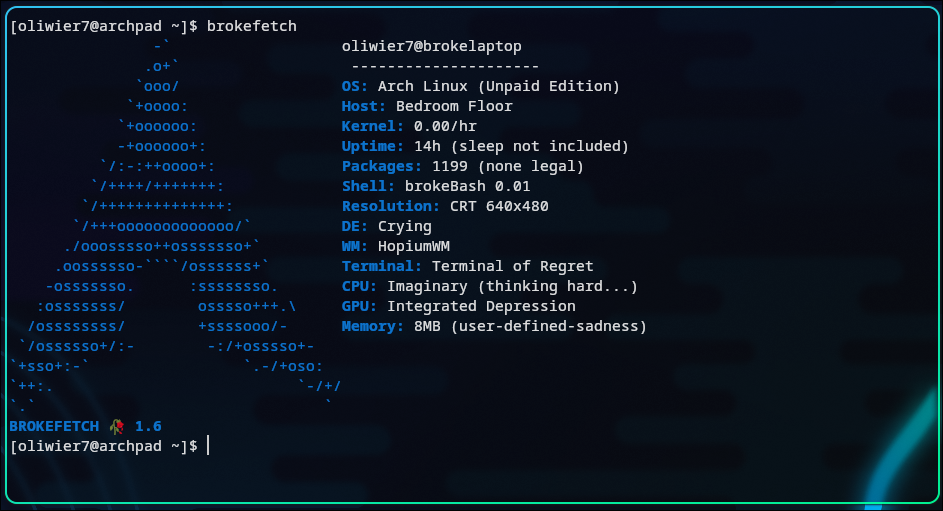 [oliwier7@archpad ~]$ brokefetch
                -`                   oliwier7@brokelaptop
               .o+`                   ---------------------
              `ooo/                  OS: Arch Linux (Unpaid Edition)
             `+oooo:                 Host: Bedroom Floor
            `+oooooo:                Kernel: 0.00/hr
            -+oooooo+:               Uptime: 14h (sleep not included)
          `/:-:++oooo+:              Packages: 1199 (none legal)
         `/++++/+++++++:             Shell: brokeBash 0.01
        `/++++++++++++++:            Resolution: CRT 640x480
       `/+++ooooooooooooo/`          DE: Crying
      ./ooosssso++osssssso+`         WM: HopiumWM
     .oossssso-````/ossssss+`        Terminal: Terminal of Regret
    -osssssso.      :ssssssso.       CPU: Imaginary (thinking hard...)
   :osssssss/        osssso+++.\     GPU: Integrated Depression
  /ossssssss/        +ssssooo/-      Memory: 8MB (user-defined-sadness)
 `/ossssso+/:-        -:/+osssso+-
`+sso+:-`                 `.-/+oso:
`++:.                           `-/+/
`.`                                `
BROKEFETCH 🥀 1.6
[oliwier7@archpad ~]$